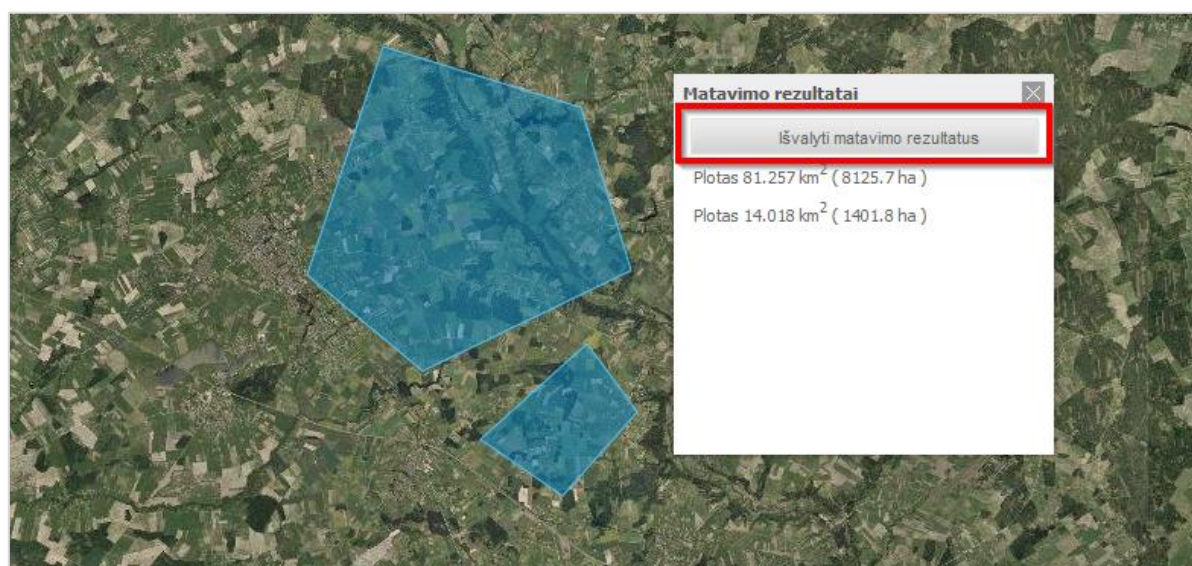 Matavimo rezultatai
Išvalyti matavimo rezultatus
Plotas 81.257 km² ( 8125.7 ha )
Plotas 14.018 km² ( 1401.8 ha )